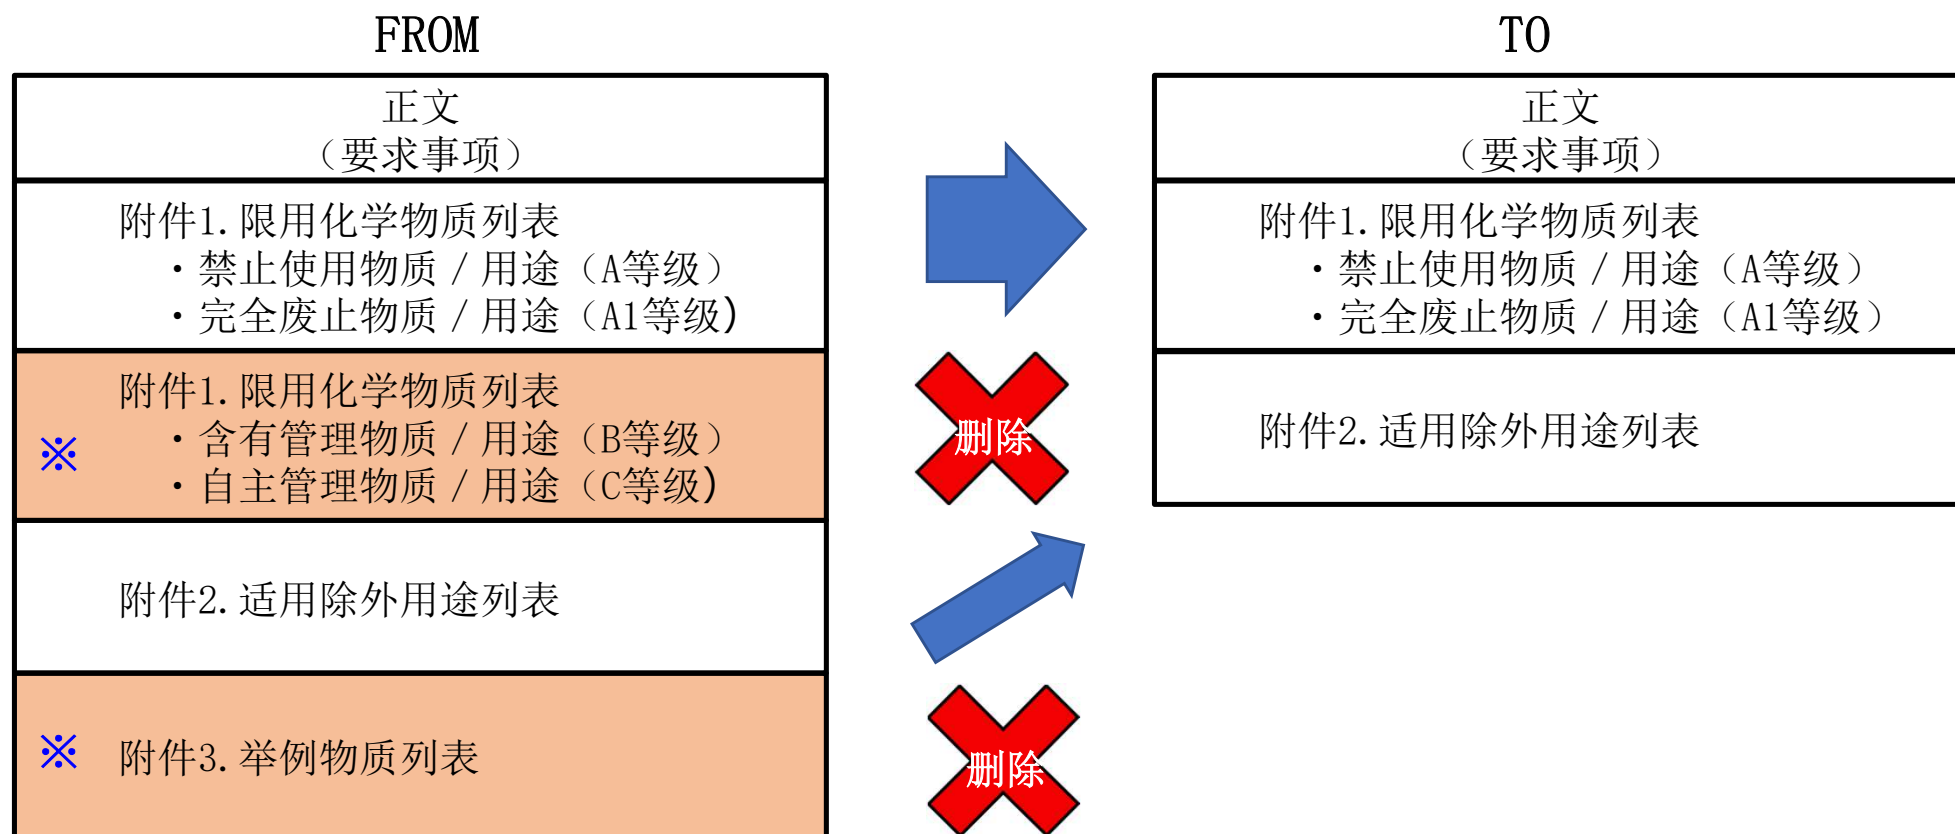 FROM
正文
（要求事项）
附件1.限用化学物质列表
・禁止使用物质／用途（A等级）
・完全废止物质／用途（A1等级)
附件1.限用化学物质列表
※
・含有管理物质／用途（B等级）
・自主管理物质／用途（C等级)
附件2.适用除外用途列表
※ 附件3.举例物质列表
删除
删除
TO
正文
（要求事项）
附件1.限用化学物质列表
・禁止使用物质／用途（A等级）
・完全废止物质／用途（A1等级）
附件2.适用除外用途列表